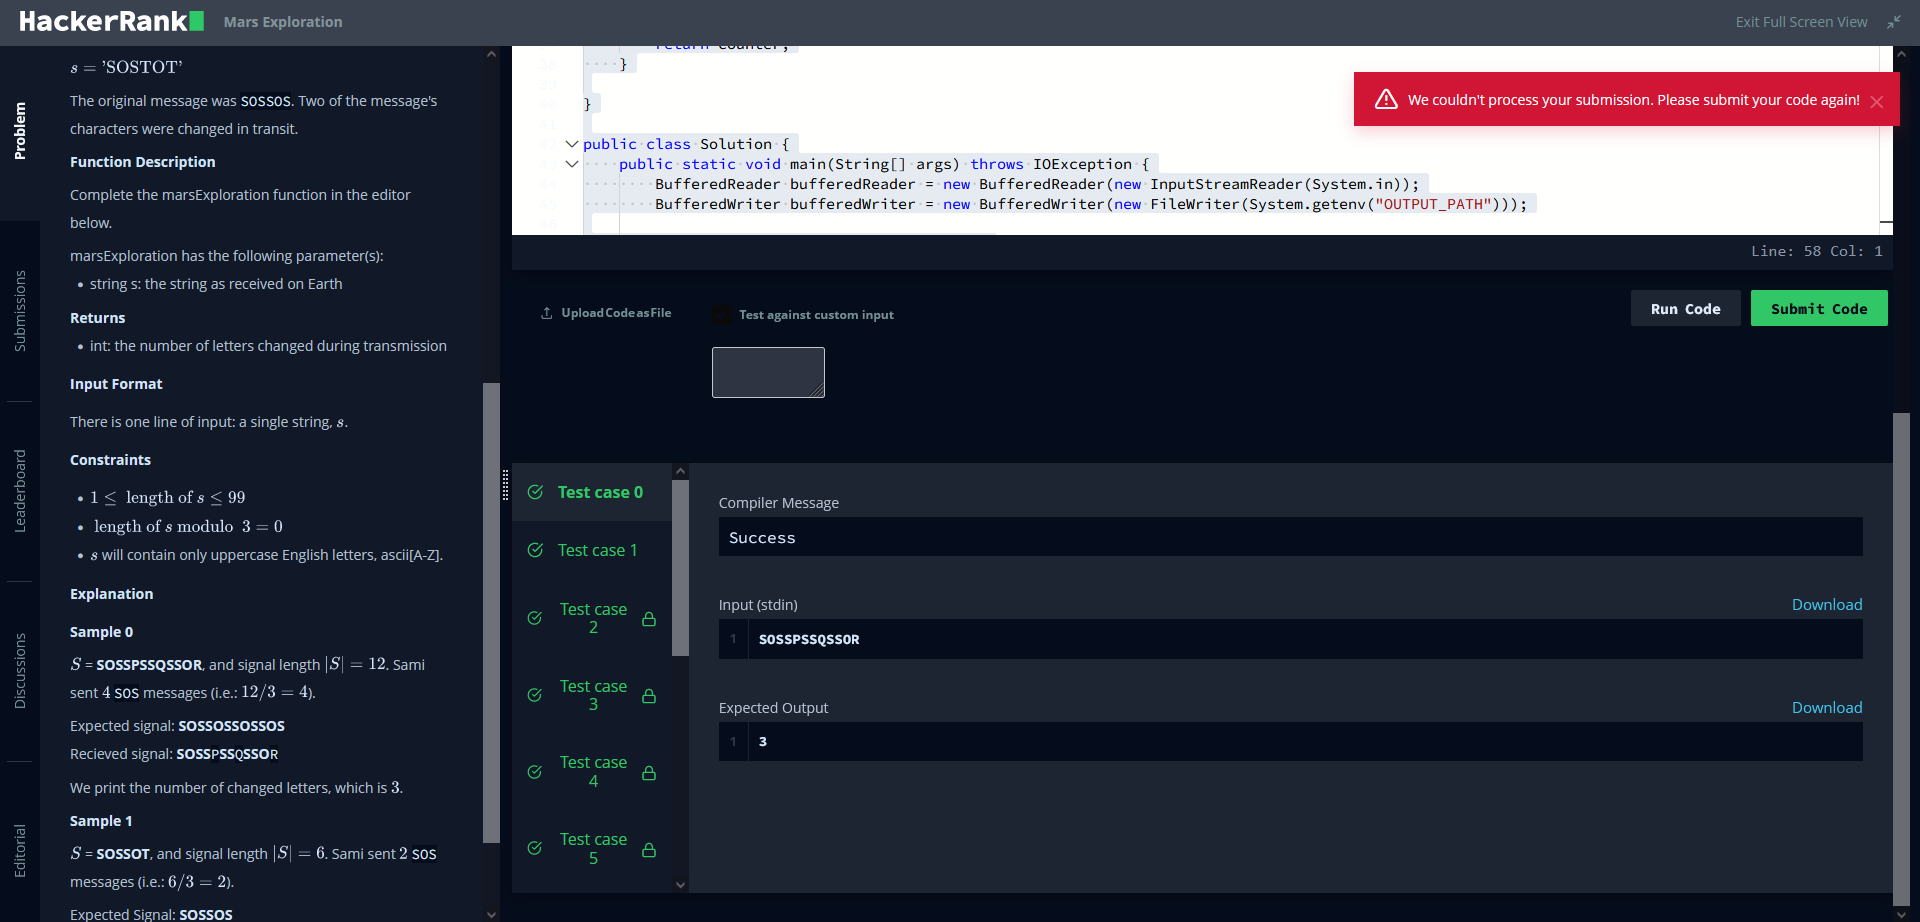 HackerRank
Mars Exploration
Exit Full Screen View
Problem
Submissions
Leaderboard
Discussions
Editorial
s = 'SOSTOT'
The original message was SOSSOS. Two of the message's
characters were changed in transit.
Function Description
Complete the marsExploration function in the editor
below.
marsExploration has the following parameter(s):
• string s: the string as received on Earth
Returns
• int: the number of letters changed during transmission
Input Format
There is one line of input: a single string, s.
Constraints
• 1 ≤ length of s ≤ 99
• length of s modulo 3 = 0
• s will contain only uppercase English letters, ascii[A-Z].
Explanation
Sample 0
S = SOSSPSSQSSOR, and signal length |S| = 12. Sami
sent 4 SOS messages (i.e.: 12/3 = 4).
Expected signal: SOSSOSSOSSOS
Recieved signal: SOSSPSSQSSOR
We print the number of changed letters, which is 3.
Sample 1
S = SOSSOT, and signal length |S| = 6. Sami sent 2 SOS
messages (i.e.: 6/3 = 2).
Expected Signal: SOSSOS
return counter;
38 }
39
40 }
41
42 public class Solution {
43 public static void main(String[] args) throws IOException {
44 BufferedReader bufferedReader = new BufferedReader(new InputStreamReader(System.in));
45 BufferedWriter bufferedWriter = new BufferedWriter(new FileWriter(System.getenv("OUTPUT_PATH")));
46
We couldn't process your submission. Please submit your code again!
Line: 58 Col: 1
Upload Code as File
Test against custom input
Run Code
Submit Code
Test case 0
Test case 1
Test case
2
Test case
3
Test case
4
Test case
5
Compiler Message
Success
Input (stdin)
Download
1 SOSSPSSQSSOR
Expected Output
Download
1 3